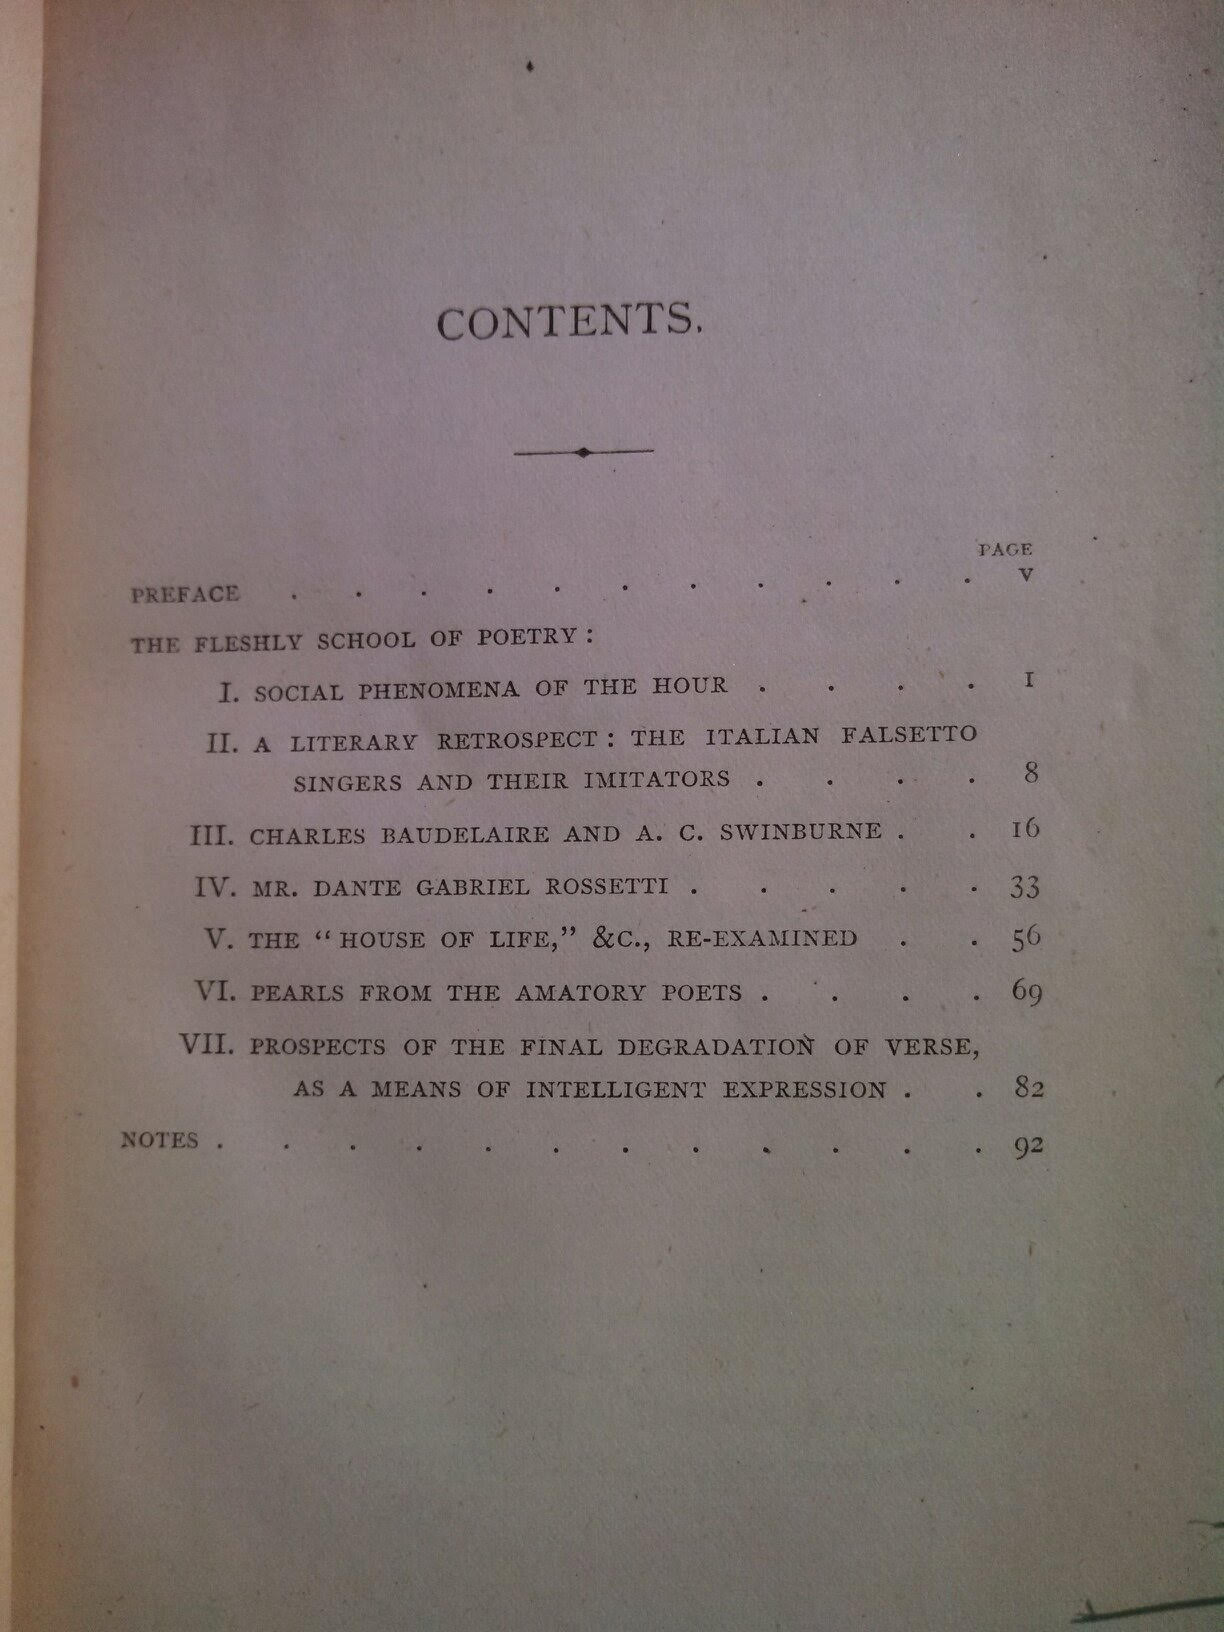 CONTENTS.
PAGE
PREFACE . . . . . . . . . . . V
THE FLESHLY SCHOOL OF POETRY :
I. SOCIAL PHENOMENA OF THE HOUR . . . . 1
II. A LITERARY RETROSPECT : THE ITALIAN FALSETTO
SINGERS AND THEIR IMITATORS . . . . 8
III. CHARLES BAUDELAIRE AND A. C. SWINBURNE . . 16
IV. MR. DANTE GABRIEL ROSSETTI . . . . . 33
V. THE “ HOUSE OF LIFE,” &C., RE-EXAMINED . . 56
VI. PEARLS FROM THE AMATORY POETS . . . . 69
VII. PROSPECTS OF THE FINAL DEGRADATION OF VERSE,
AS A MEANS OF INTELLIGENT EXPRESSION . . 82
NOTES . . . . . . . . . . . . 92